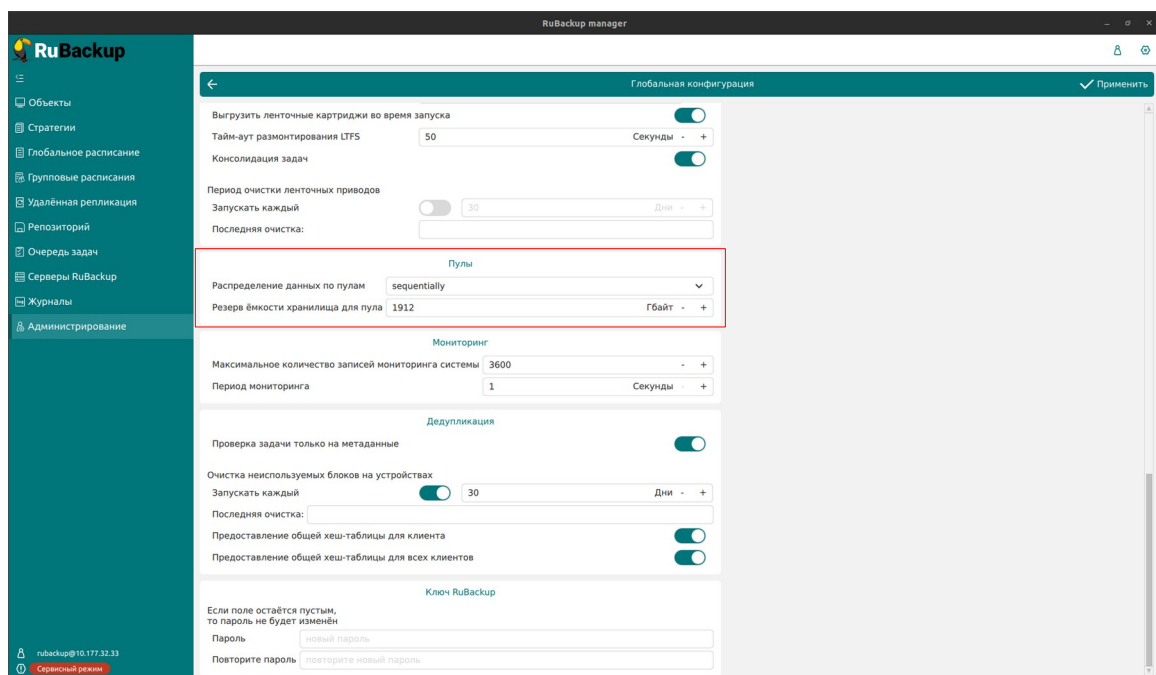 RuBackup manager
RuBackup
Глобальная конфигурация
Применить
Объекты
Стратегии
Глобальное расписание
Групповые расписания
Удалённая репликация
Репозиторий
Очередь задач
Серверы RuBackup
Журналы
Администрирование
rubackup@10.177.32.33
Сервисный режим
Выгрузить ленточные картриджи во время запуска
Тайм-аут размонтирования LTFS 50 Секунды - +
Консолидация задач
Период очистки ленточных приводов
Запускать каждый 30 Дни - +
Последняя очистка:
Пулы
Распределение данных по пулам sequentially
Резерв ёмкости хранилища для пула 1912 Гбайт - +
Мониторинг
Максимальное количество записей мониторинга системы 3600 - +
Период мониторинга 1 Секунды - +
Дедупликация
Проверка задачи только на метаданные
Очистка неиспользуемых блоков на устройствах
Запускать каждый 30 Дни - +
Последняя очистка:
Предоставление общей хеш-таблицы для клиента
Предоставление общей хеш-таблицы для всех клиентов
Ключ RuBackup
Если поле остаётся пустым,
то пароль не будет изменён
Пароль новый пароль
Повторите пароль повторите новый пароль